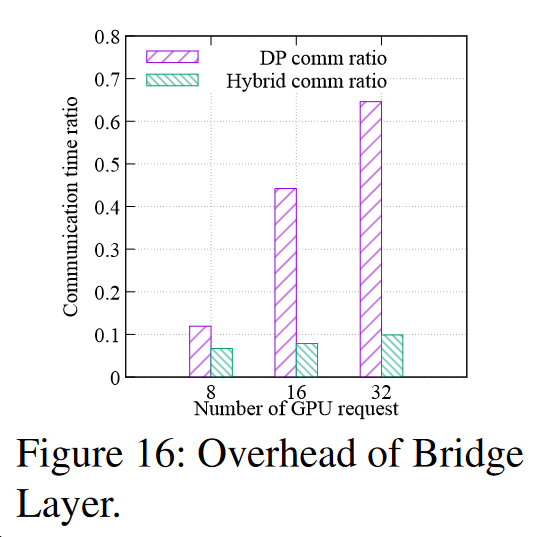 0.8
DP comm ratio
0.7
Hybrid comm ratio
0.6
0.5
0.4
0.3
0.2
0.1
0
Communication time ratio
8 16 32
Number of GPU request
Figure 16: Overhead of Bridge
Layer.